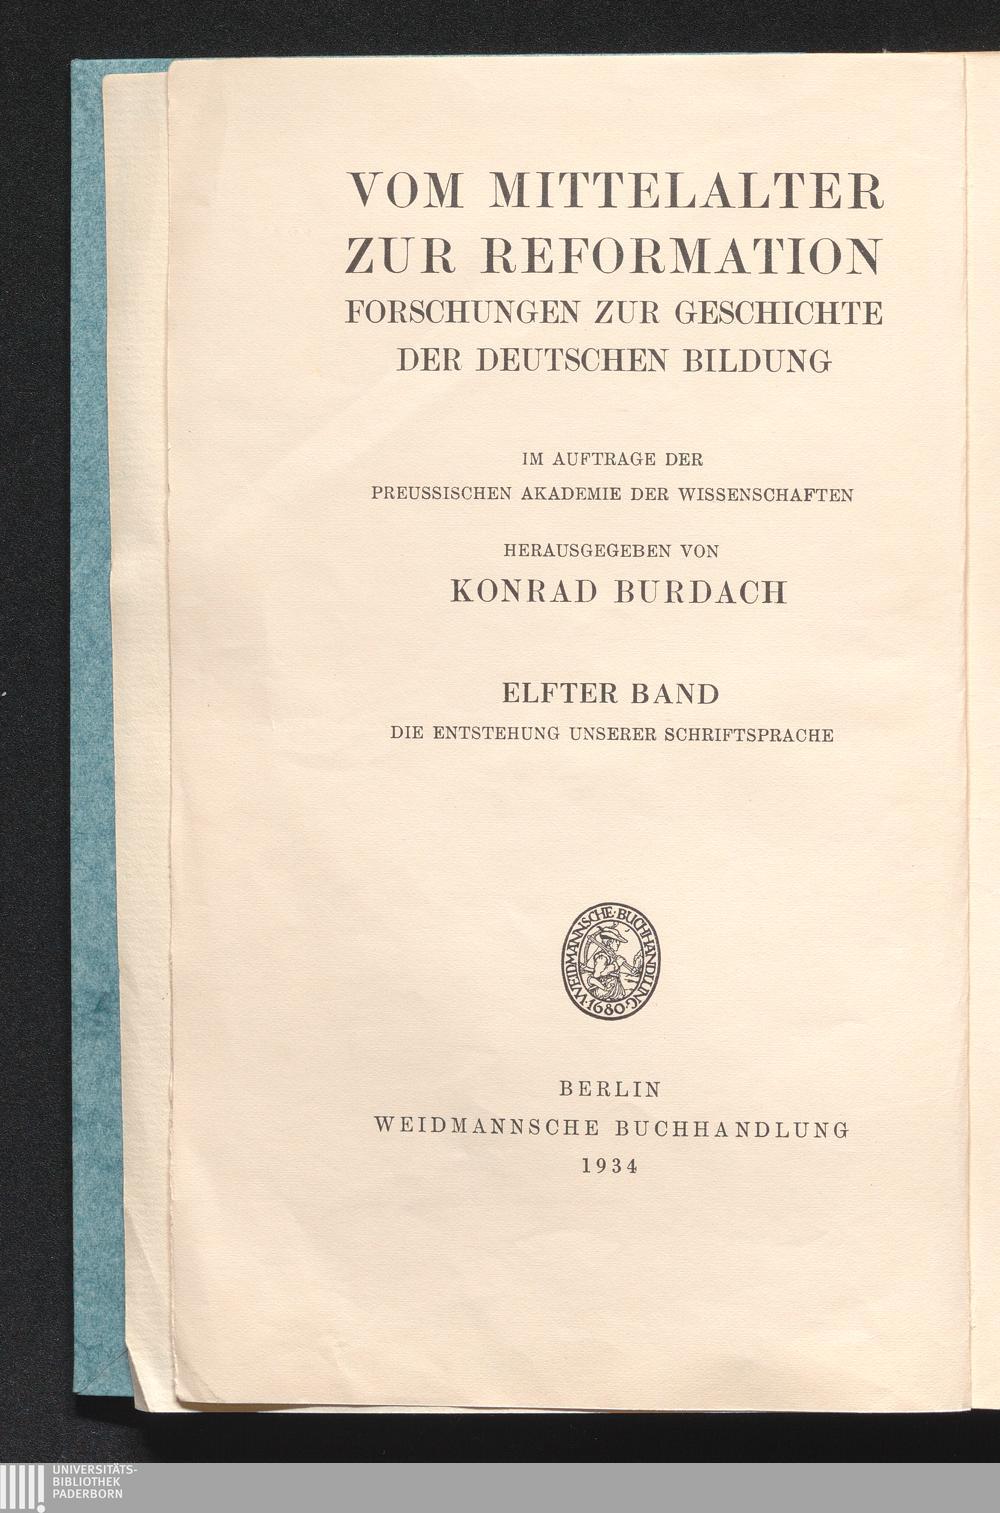 VOM MITTELALTER
ZUR REFORMATION
FORSCHUNGEN ZUR GESCHICHTE
DER DEUTSCHEN BILDUNG
IM AUFTRAGE DER
PREUSSISCHEN AKADEMIE DER WISSENSCHAFTEN
HERAUSGEGEBEN VON
KONRAD BURDACH
ELFTER BAND
DIE ENTSTEHUNG UNSERER SCHRIFTSPRACHE
WEIDMANNSCHE·BUCHHANDLUNG
·1680·
BERLIN
WEIDMANNSCHE BUCHHANDLUNG
1934
UNIVERSITÄTS-
BIBLIOTHEK
PADERBORN